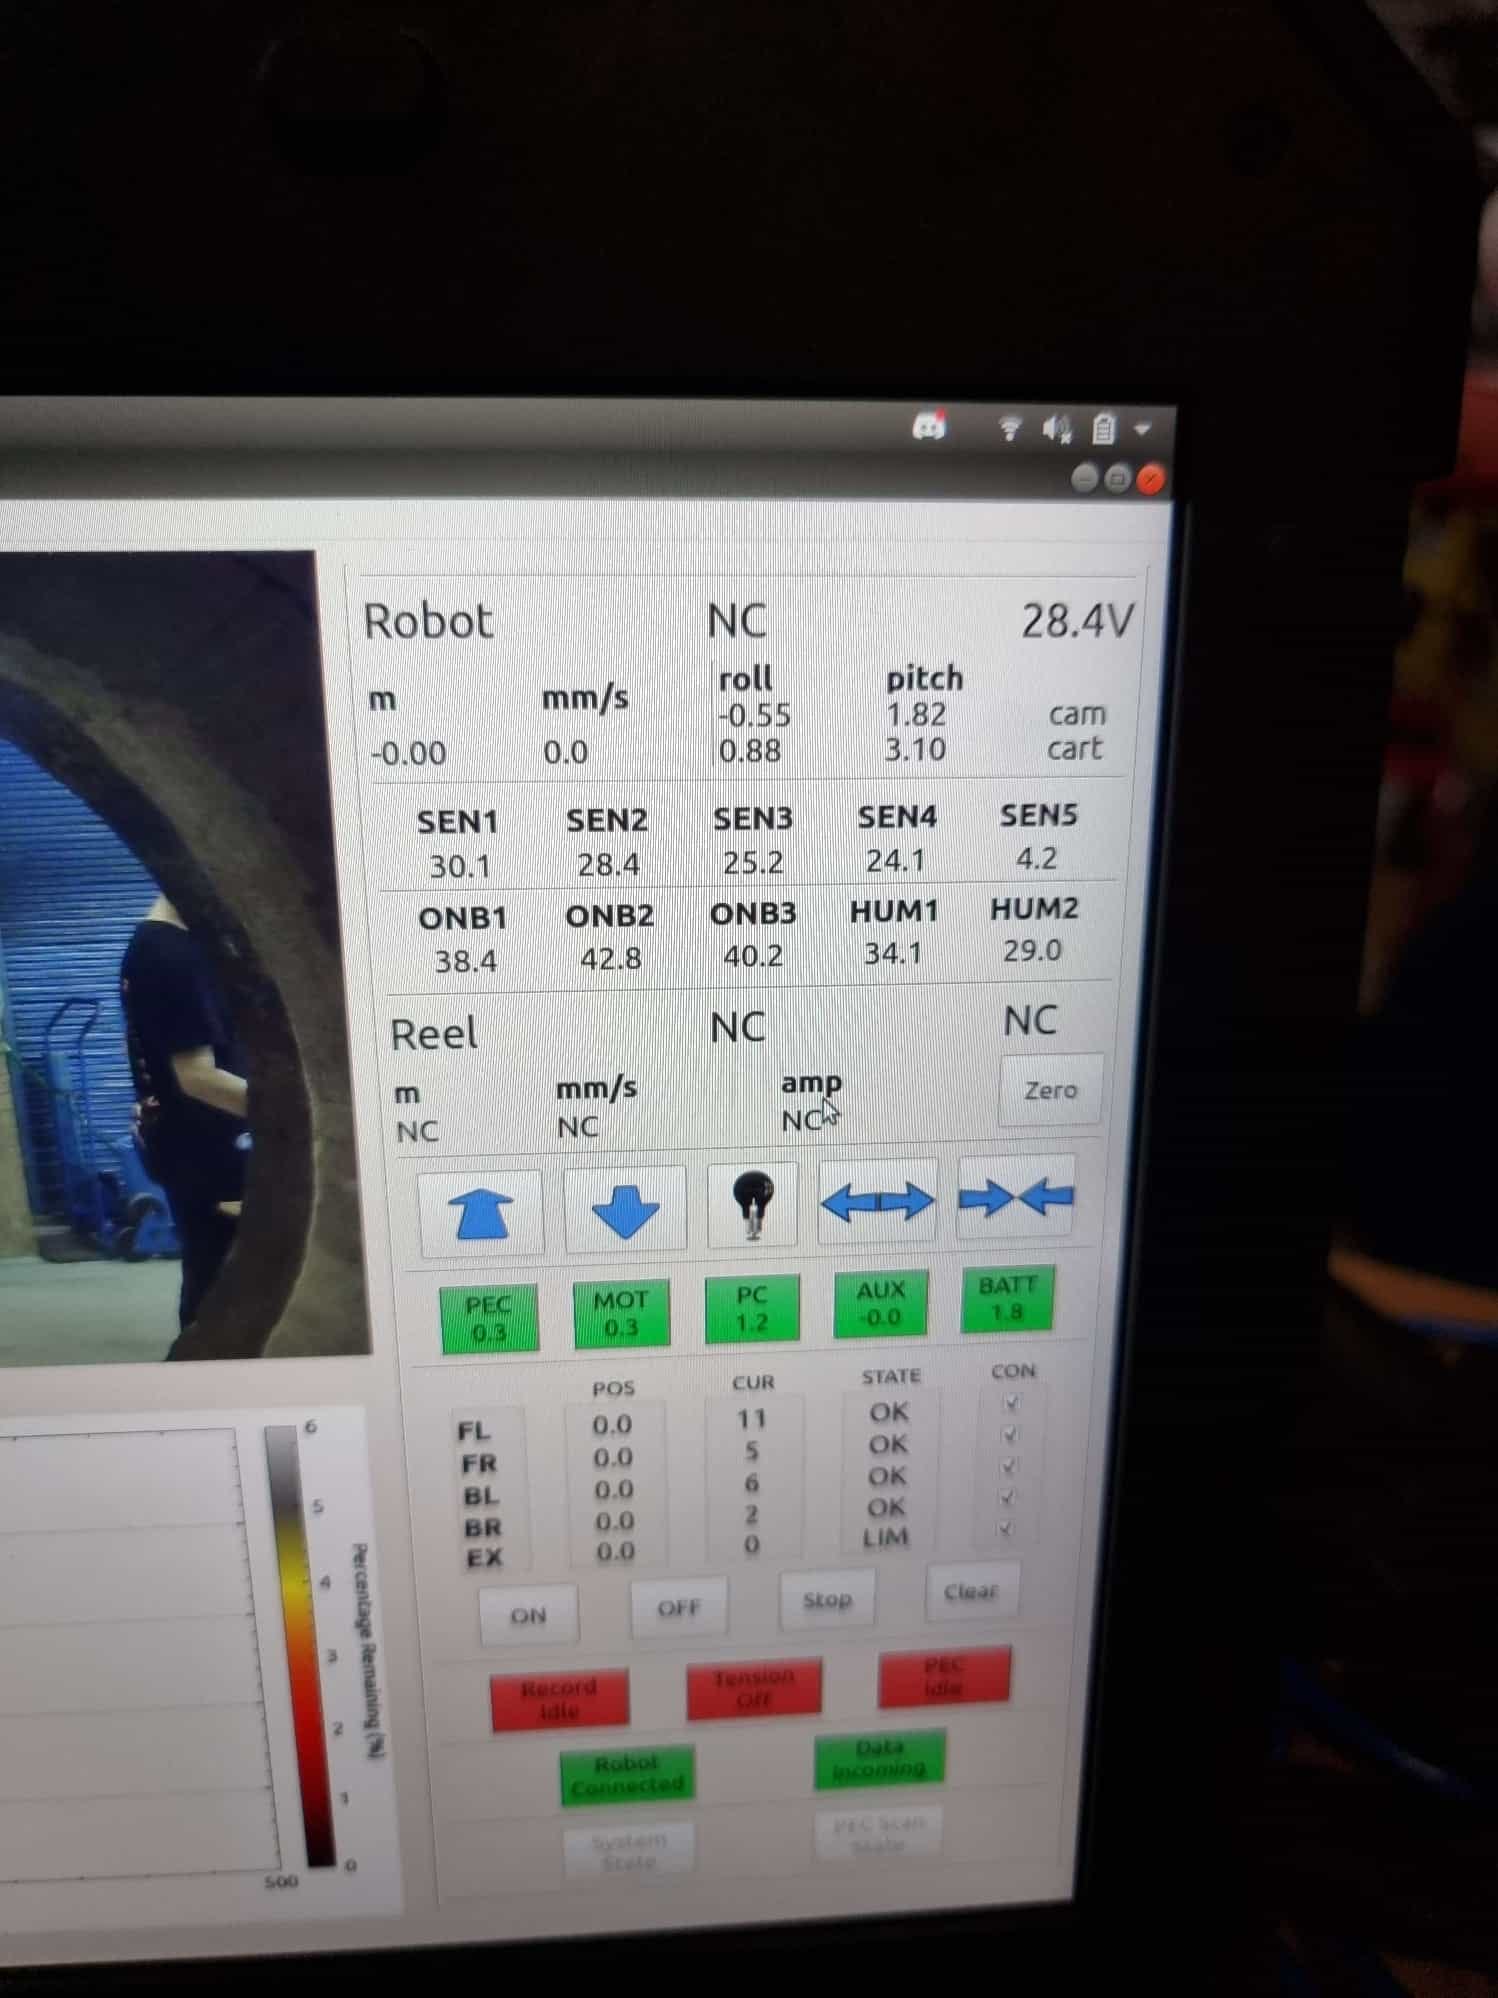 Robot NC 28.4V
m mm/s roll pitch
-0.55 1.82 cam
-0.00 0.0 0.88 3.10 cart
SEN1 SEN2 SEN3 SEN4 SEN5
30.1 28.4 25.2 24.1 4.2
ONB1 ONB2 ONB3 HUM1 HUM2
38.4 42.8 40.2 34.1 29.0
Reel NC NC
m mm/s amp Zero
NC NC NC
PEC MOT PC AUX BATT
0.3 0.3 1.2 -0.0 1.8
POS CUR STATE CON
FL 0.0 11 OK
FR 0.0 5 OK
BL 0.0 6 OK
BR 0.0 2 OK
EX 0.0 0 LIM
ON OFF Stop Clear
Record Tension PEC
Idle OFF Idle
Robot Data
Connected Incoming
System PEC Scan
State State
6
5
4
3
2
1
0
Percentage Remaining (%)
500